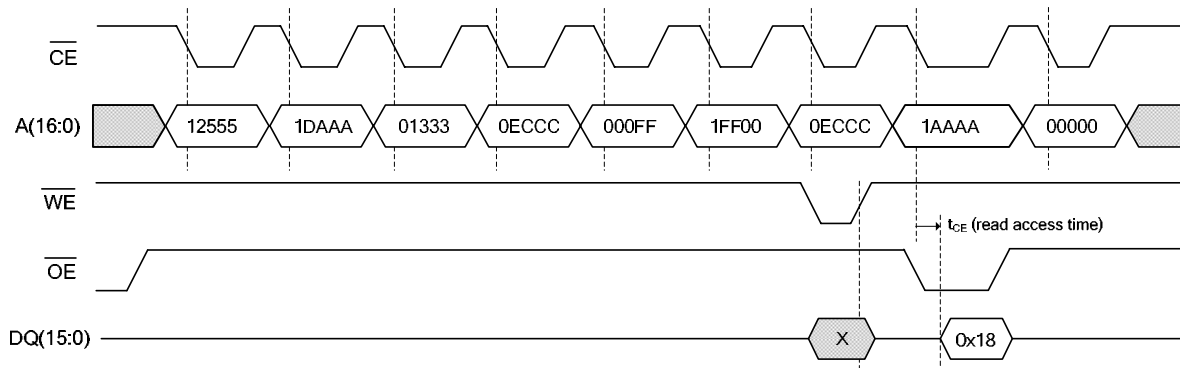 CE
A(16:0) 12555 1DAAA 01333 0ECCC 000FF 1FF00 0ECCC 1AAAA 00000
WE
tCE (read access time)
OE
DQ(15:0) X 0x18